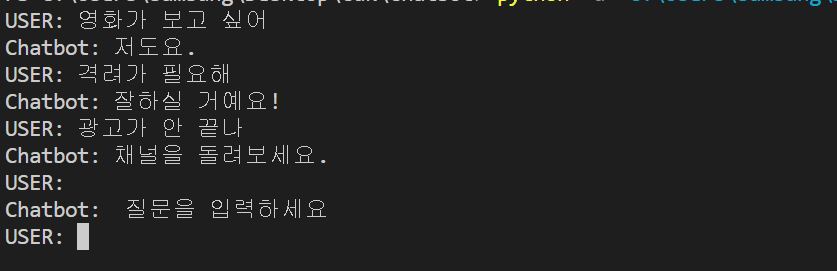 USER: 영화가 보고 싶어
Chatbot: 저도요.
USER: 격려가 필요해
Chatbot: 잘하실 거예요!
USER: 광고가 안 끝나
Chatbot: 채널을 돌려보세요.
USER:
Chatbot:  질문을 입력하세요
USER: